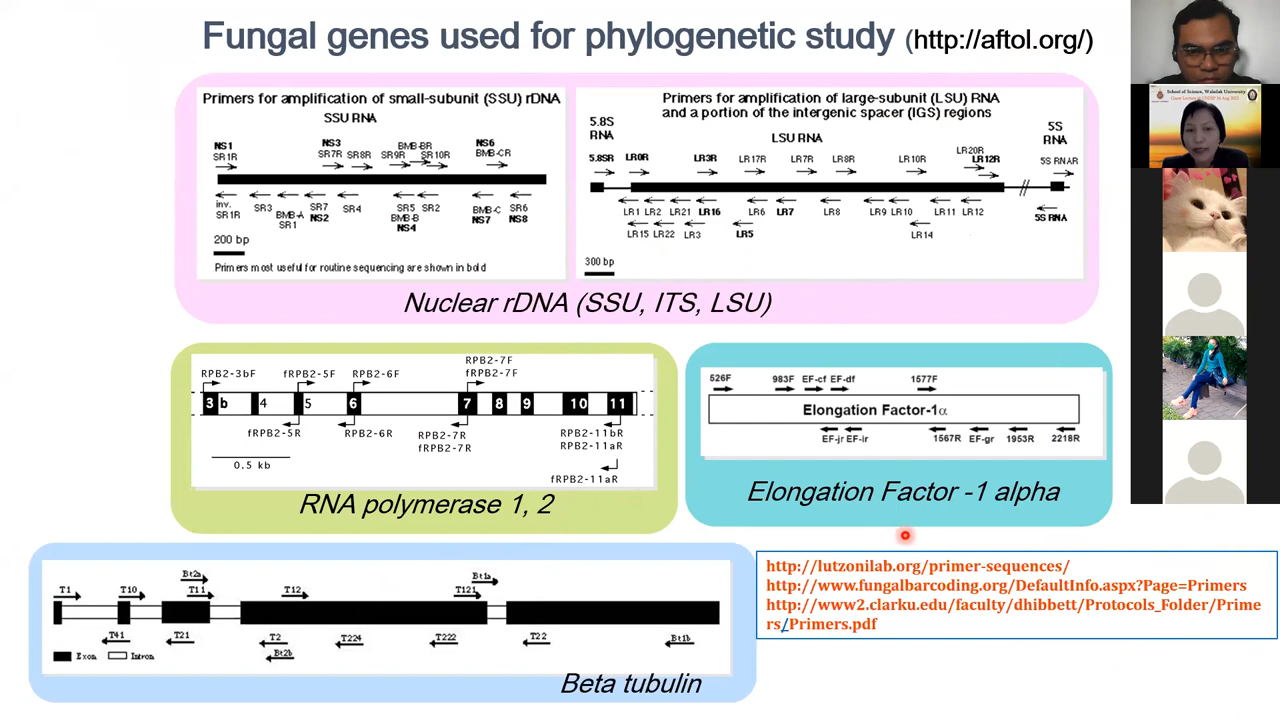 Fungal genes used for phylogenetic study (http://aftol.org/)
Primers for amplification of small-subunit (SSU) rDNA
SSU RNA
NS1
SR1R
NS3
SR7R
SR8R
BMB-BR
SR9R
SR10R
NS6
BMB-CR
inv.
SR1R
SR3
BMB-A
SR1
SR7
NS2
SR4
SR5
BMB-B
NS4
SR2
BMB-C
NS7
SR6
NS8
200 bp
Primers most useful for routine sequencing are shown in bold
Primers for amplification of large-subunit (LSU) RNA
and a portion of the intergenic spacer (IGS) regions
LSU RNA
5.8S
RNA
5S
RNA
5.8SR
LR0R
LR3R
LR17R
LR7R
LR8R
LR10R
LR20R
LR12R
5S RNAR
LR1
LR2
LR21
LR16
LR6
LR7
LR8
LR9
LR10
LR11
LR12
5S RNA
LR15
LR22
LR3
LR5
LR14
300 bp
Nuclear rDNA (SSU, ITS, LSU)
RPB2-3bF
fRPB2-5F
RPB2-6F
RPB2-7F
fRPB2-7F
3 b 4 5 6 7 8 9 10 11
fRPB2-5R
RPB2-6R
RPB2-7R
fRPB2-7R
RPB2-11bR
RPB2-11aR
fRPB2-11aR
0.5 kb
RNA polymerase 1, 2
526F
983F
EF-cf
EF-df
1577F
Elongation Factor-1α
EF-jr
EF-ir
1567R
EF-gr
1953R
2218R
Elongation Factor -1 alpha
T1
T10
Bt2a
T11
T12
T121
Bt1a
T41
T21
T2
Bt2b
T224
T222
T22
Bt1b
Exon
Intron
Beta tubulin
http://lutzonilab.org/primer-sequences/
http://www.fungalbarcoding.org/DefaultInfo.aspx?Page=Primers
http://www2.clarku.edu/faculty/dhibbett/Protocols_Folder/Prime
rs/Primers.pdf
School of Science, Walailak University